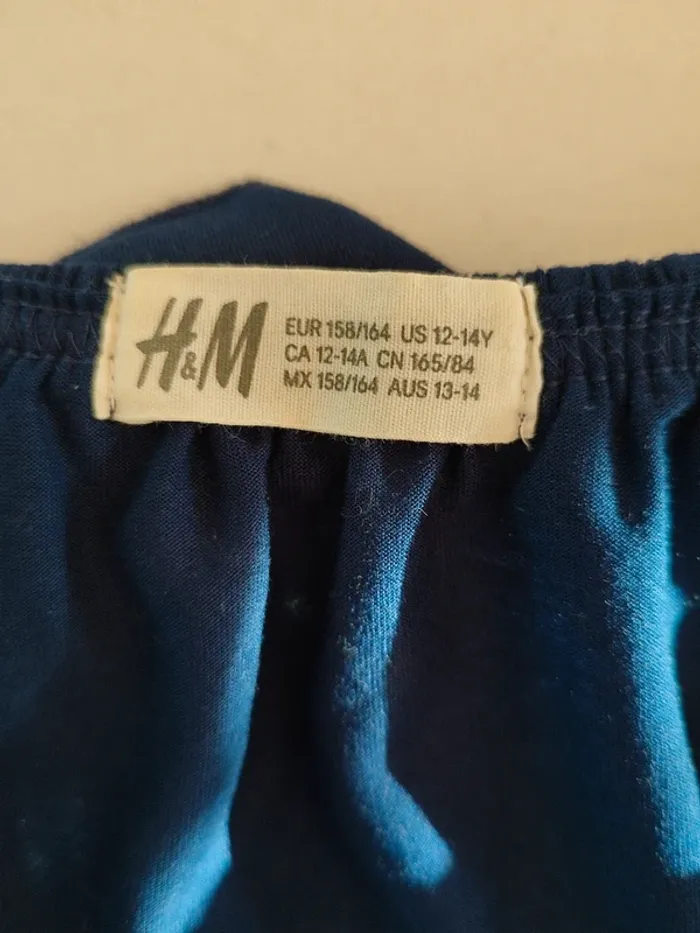 H&M
EUR 158/164 US 12-14Y
CA 12-14A CN 165/84
MX 158/164 AUS 13-14